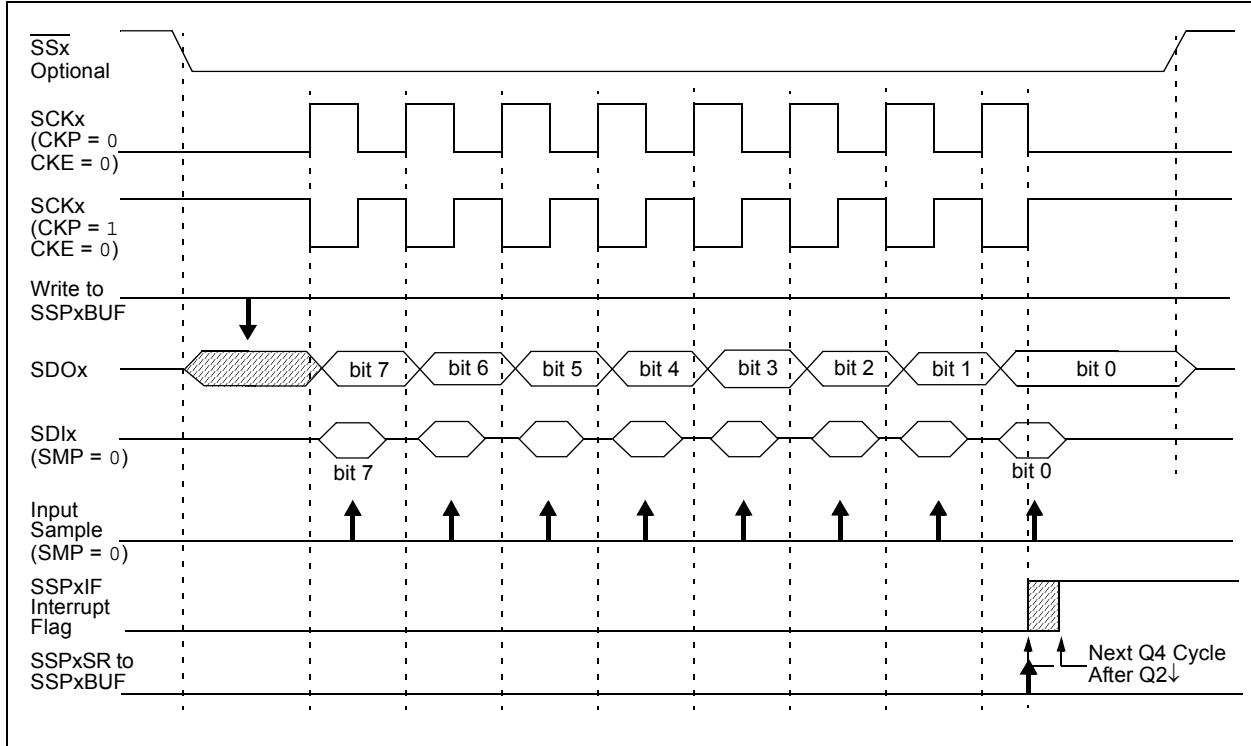 SSx
Optional
SCKx
(CKP = 0
CKE = 0)
SCKx
(CKP = 1
CKE = 0)
Write to
SSPxBUF
SDOx
bit 7 bit 6 bit 5 bit 4 bit 3 bit 2 bit 1 bit 0
SDIx
(SMP = 0)
bit 7 bit 0
Input
Sample
(SMP = 0)
SSPxIF
Interrupt
Flag
SSPxSR to
SSPxBUF
Next Q4 Cycle
After Q2↓